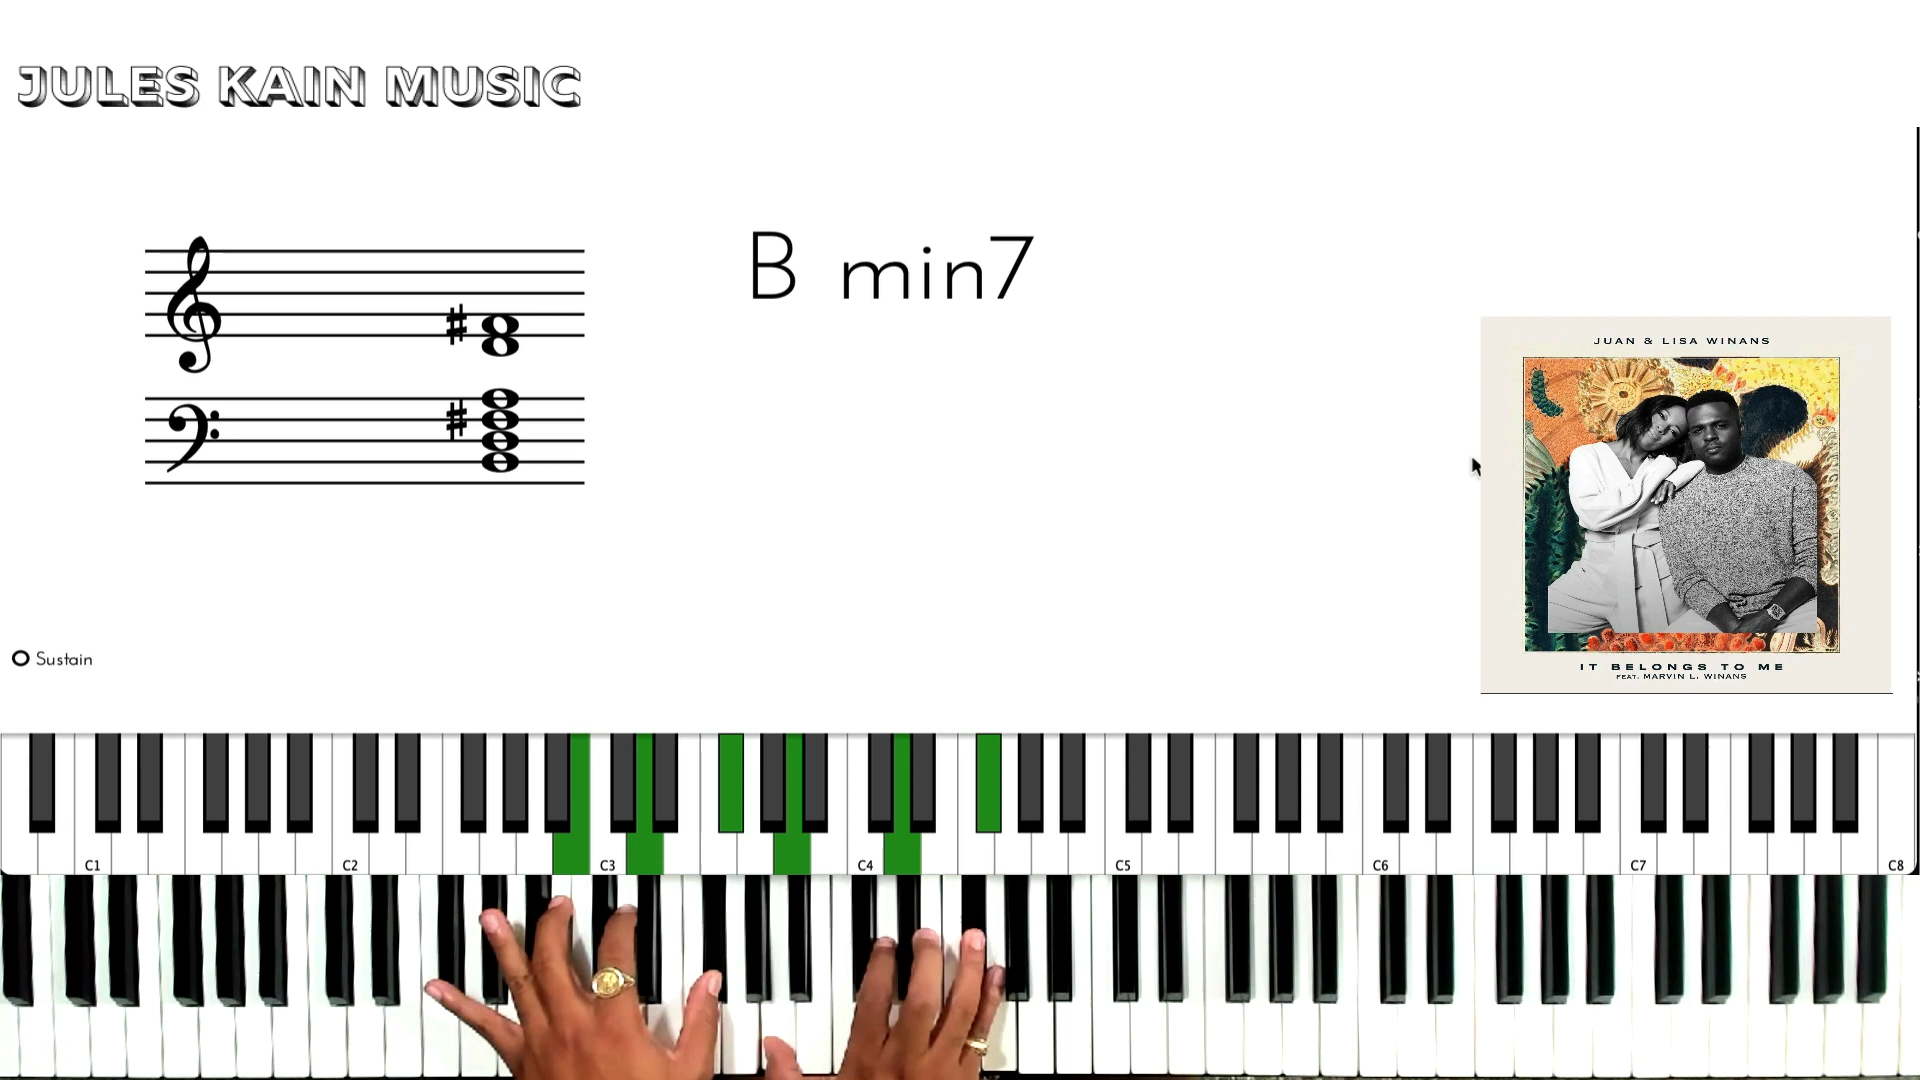 JULES KAIN MUSIC
B min7
JUAN & LISA WINANS
IT BELONGS TO ME
FEAT. MARVIN L. WINANS
Sustain
C1 C2 C3 C4 C5 C6 C7 C8